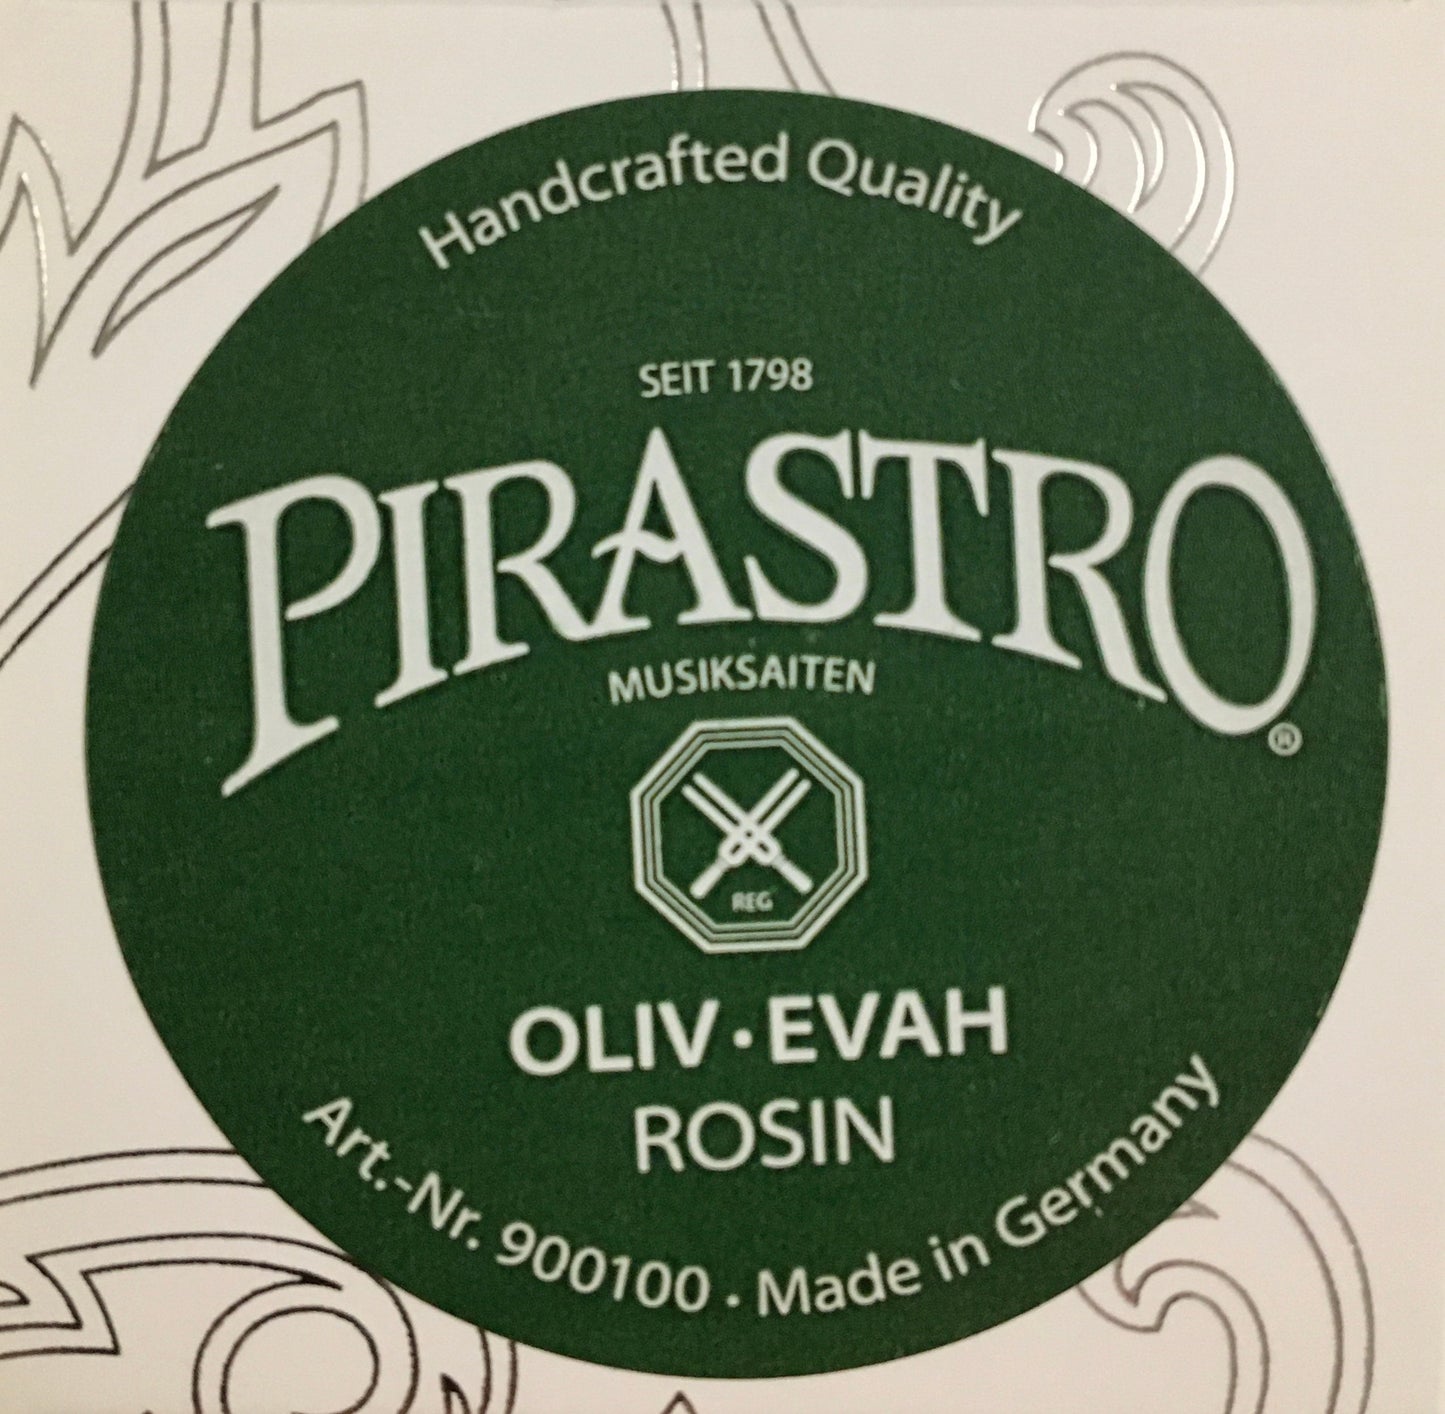 Handcrafted Quality
SEIT 1798
PIRASTRO®
MUSIKSAITEN
REG
OLIV·EVAH
ROSIN
Art.-Nr. 900100 · Made in Germany